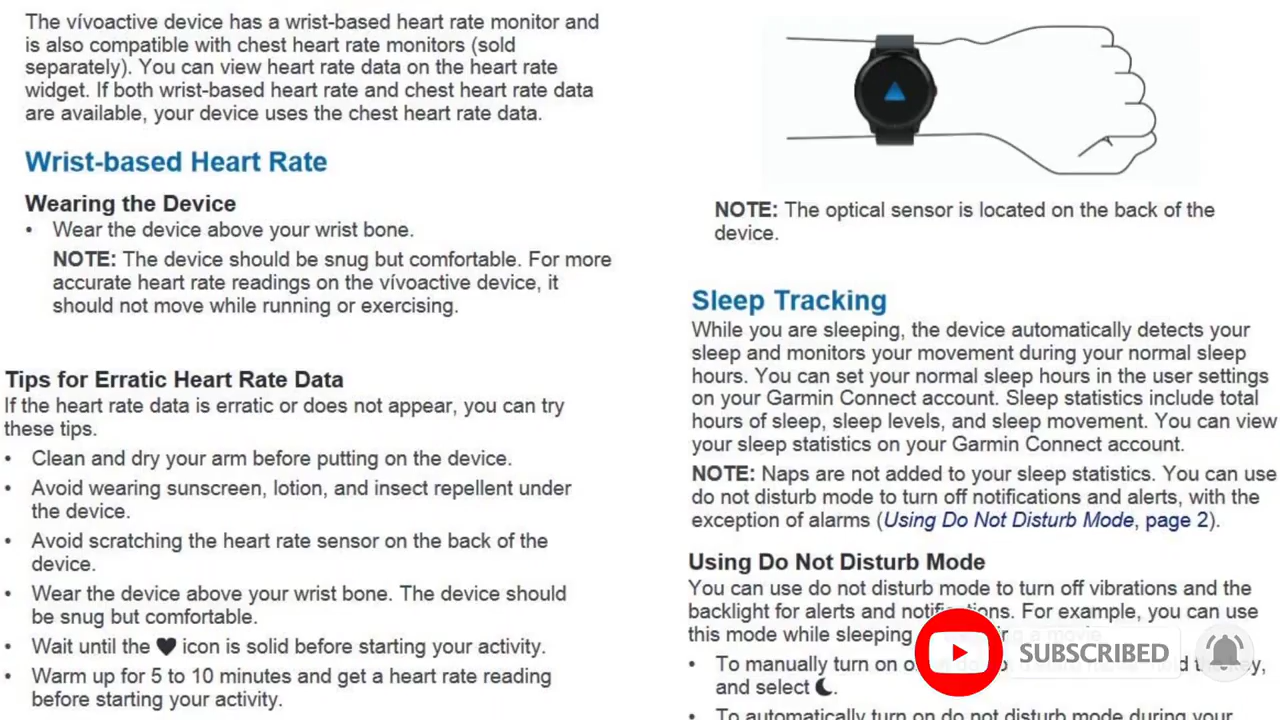 The vívoactive device has a wrist-based heart rate monitor and
is also compatible with chest heart rate monitors (sold
separately). You can view heart rate data on the heart rate
widget. If both wrist-based heart rate and chest heart rate data
are available, your device uses the chest heart rate data.
Wrist-based Heart Rate
Wearing the Device
• Wear the device above your wrist bone.
NOTE: The device should be snug but comfortable. For more
accurate heart rate readings on the vívoactive device, it
should not move while running or exercising.
Tips for Erratic Heart Rate Data
If the heart rate data is erratic or does not appear, you can try
these tips.
• Clean and dry your arm before putting on the device.
• Avoid wearing sunscreen, lotion, and insect repellent under
the device.
• Avoid scratching the heart rate sensor on the back of the
device.
• Wear the device above your wrist bone. The device should
be snug but comfortable.
• Wait until the ♥ icon is solid before starting your activity.
• Warm up for 5 to 10 minutes and get a heart rate reading
before starting your activity.
NOTE: The optical sensor is located on the back of the
device.
Sleep Tracking
While you are sleeping, the device automatically detects your
sleep and monitors your movement during your normal sleep
hours. You can set your normal sleep hours in the user settings
on your Garmin Connect account. Sleep statistics include total
hours of sleep, sleep levels, and sleep movement. You can view
your sleep statistics on your Garmin Connect account.
NOTE: Naps are not added to your sleep statistics. You can use
do not disturb mode to turn off notifications and alerts, with the
exception of alarms (Using Do Not Disturb Mode, page 2).
Using Do Not Disturb Mode
You can use do not disturb mode to turn off vibrations and the
backlight for alerts and notifications. For example, you can use
this mode while sleeping a movie
• To manually turn on key,
and select
SUBSCRIBED
• To automatically turn on do not disturb mode during your